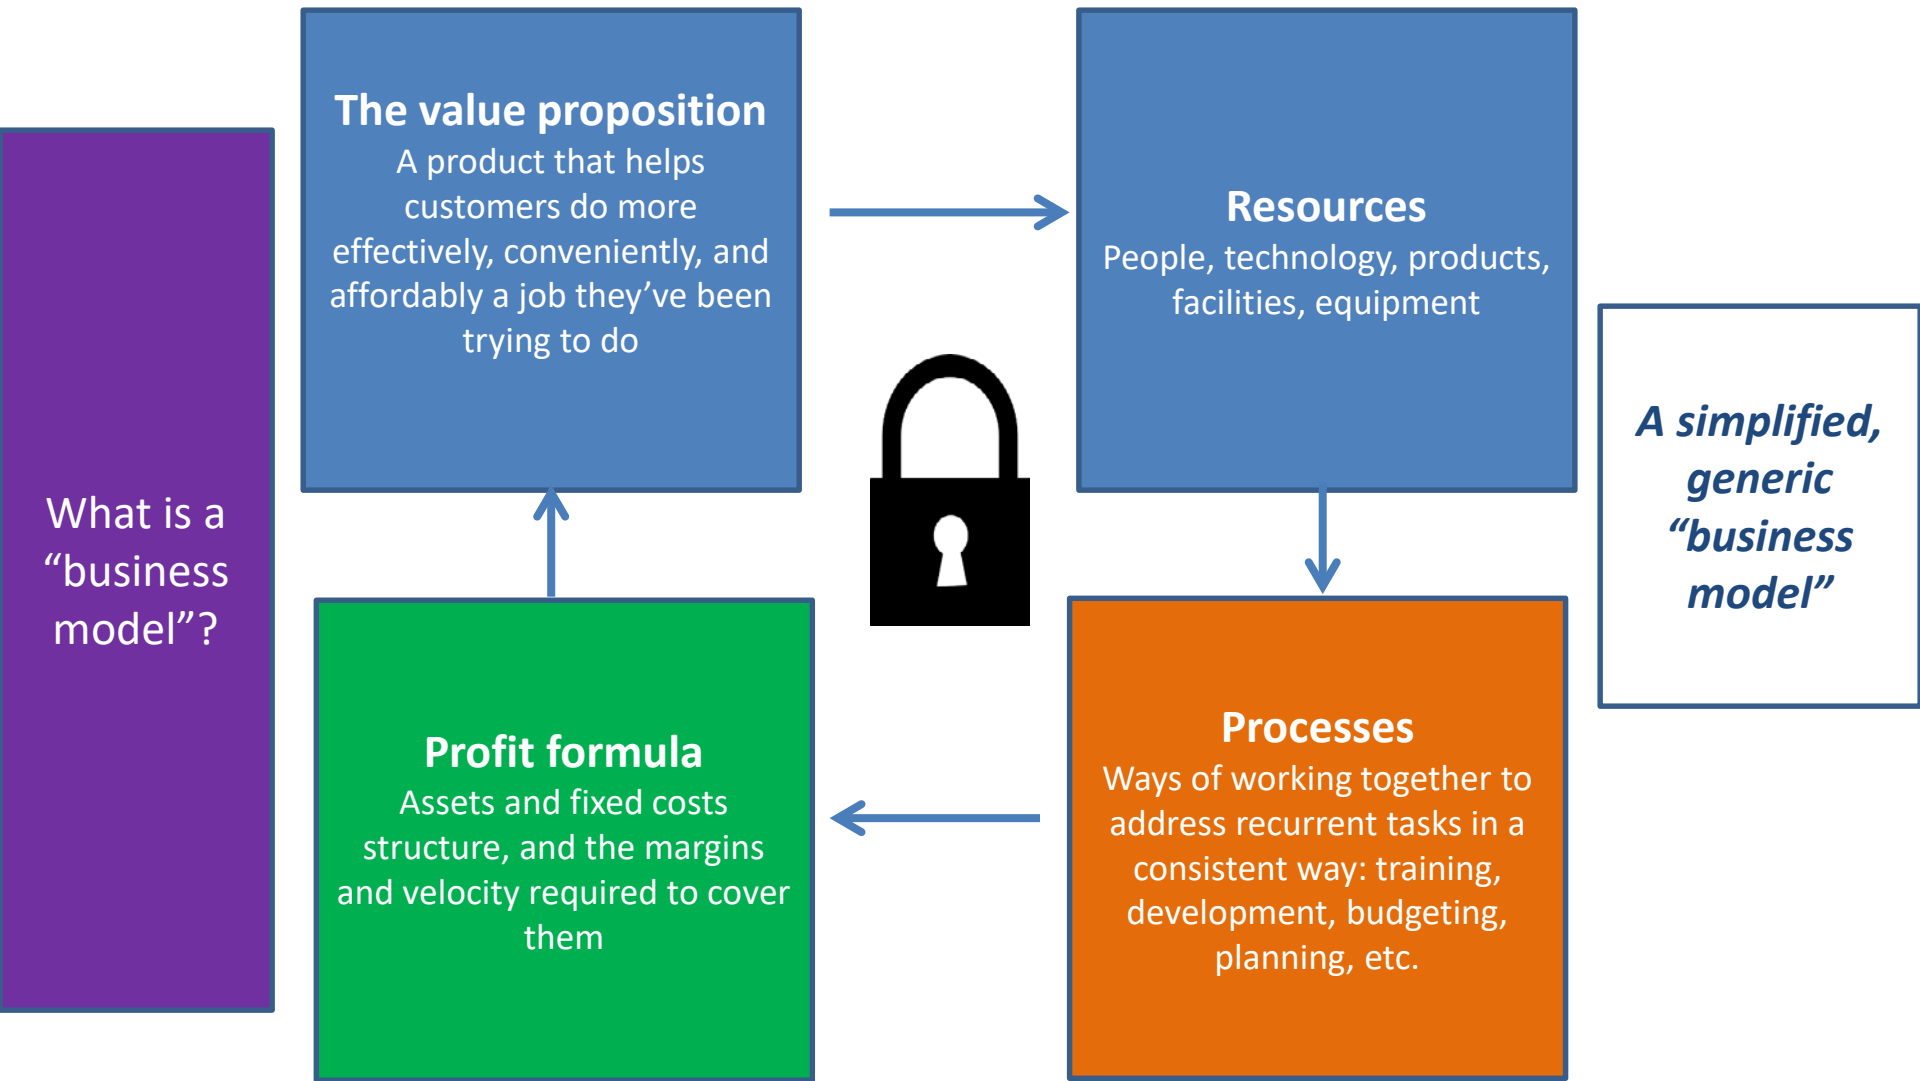 What is a
“business
model”?
The value proposition
A product that helps
customers do more
effectively, conveniently, and
affordably a job they’ve been
trying to do
Resources
People, technology, products,
facilities, equipment
A simplified,
generic
“business
model”
Profit formula
Assets and fixed costs
structure, and the margins
and velocity required to cover
them
Processes
Ways of working together to
address recurrent tasks in a
consistent way: training,
development, budgeting,
planning, etc.